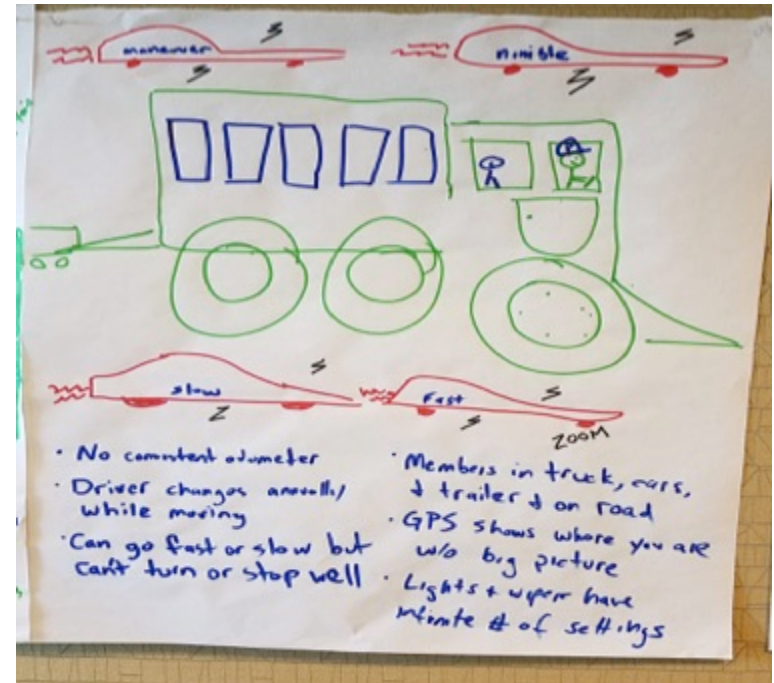 maneuver
nimible
slow
Fast
ZOOM
· No consistent odometer
· Driver changes annually
while moving
· Can go fast or slow but
can't turn or stop well
· Members in truck, cars,
+ trailer + on road
· GPS shows where you are
w/o big picture
· Lights + wiper have
infinite # of settings